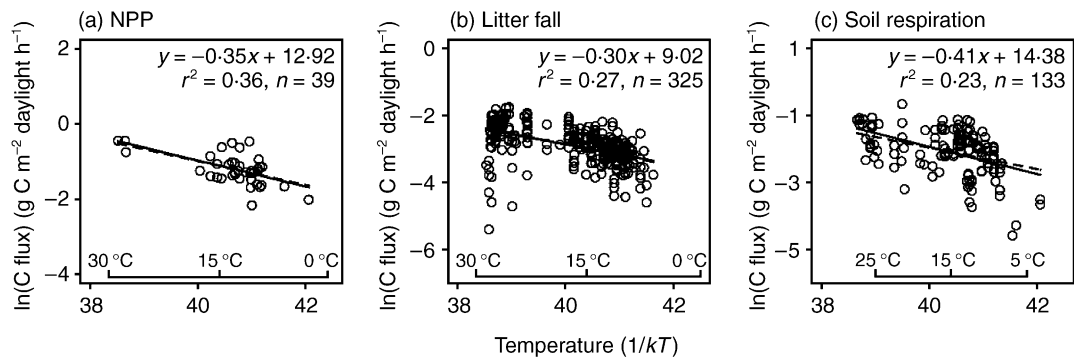 (a) NPP
y = −0·35x + 12·92
r² = 0·36, n = 39
ln(C flux) (g C m⁻² daylight h⁻¹)
2
0
−2
−4
30 °C 15 °C 0 °C
38 40 42
(b) Litter fall
y = −0·30x + 9·02
r² = 0·27, n = 325
ln(C flux) (g C m⁻² daylight h⁻¹)
0
−2
−4
−6
30 °C 15 °C 0 °C
38 40 42
(c) Soil respiration
y = −0·41x + 14·38
r² = 0·23, n = 133
ln(C flux) (g C m⁻² daylight h⁻¹)
1
−1
−3
−5
25 °C 15 °C 5 °C
38 40 42
Temperature (1/kT)